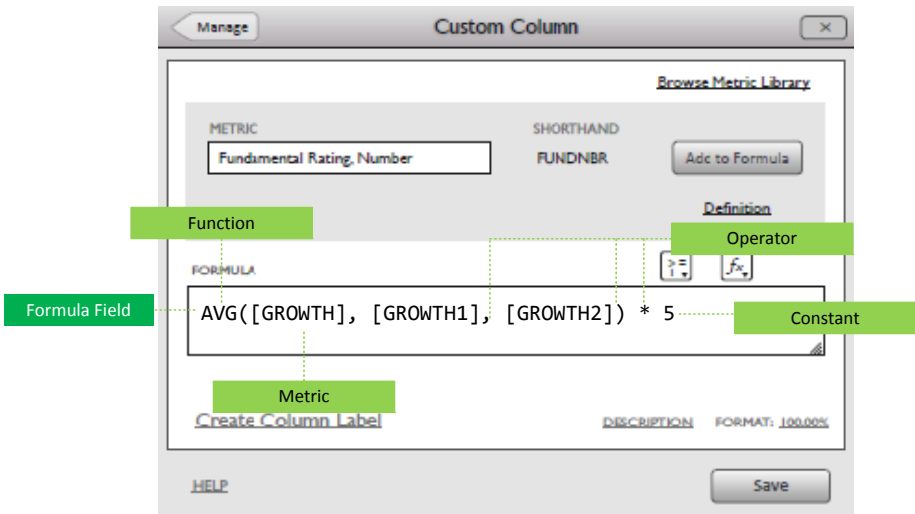 Manage
Custom Column
Browse Metric Library
METRIC
SHORTHAND
Fundamental Rating, Number
FUNDNBR
Add to Formula
Definition
Function
Operator
FORMULA
> = ! fx
Formula Field
AVG([GROWTH], [GROWTH1], [GROWTH2]) * 5
Constant
Metric
Create Column Label
DESCRIPTION
FORMAT: 100.00%
HELP
Save